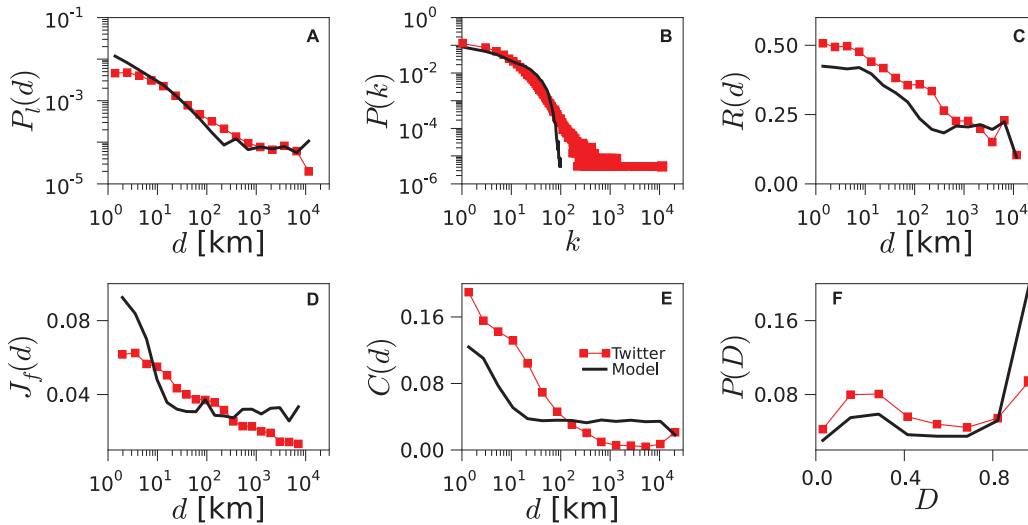 A
P_l(d)
10^-1
10^-3
10^-5
10^0 10^1 10^2 10^3 10^4
d [km]
B
P(k)
10^0
10^-2
10^-4
10^-6
10^0 10^1 10^2 10^3 10^4
k
C
R(d)
0.50
0.25
0.00
10^0 10^1 10^2 10^3 10^4
d [km]
D
J_f(d)
0.08
0.04
10^0 10^1 10^2 10^3 10^4
d [km]
E
C(d)
0.16
0.08
0.00
Twitter
Model
10^0 10^1 10^2 10^3 10^4
d [km]
F
P(D)
0.16
0.08
0.0 0.4 0.8
D